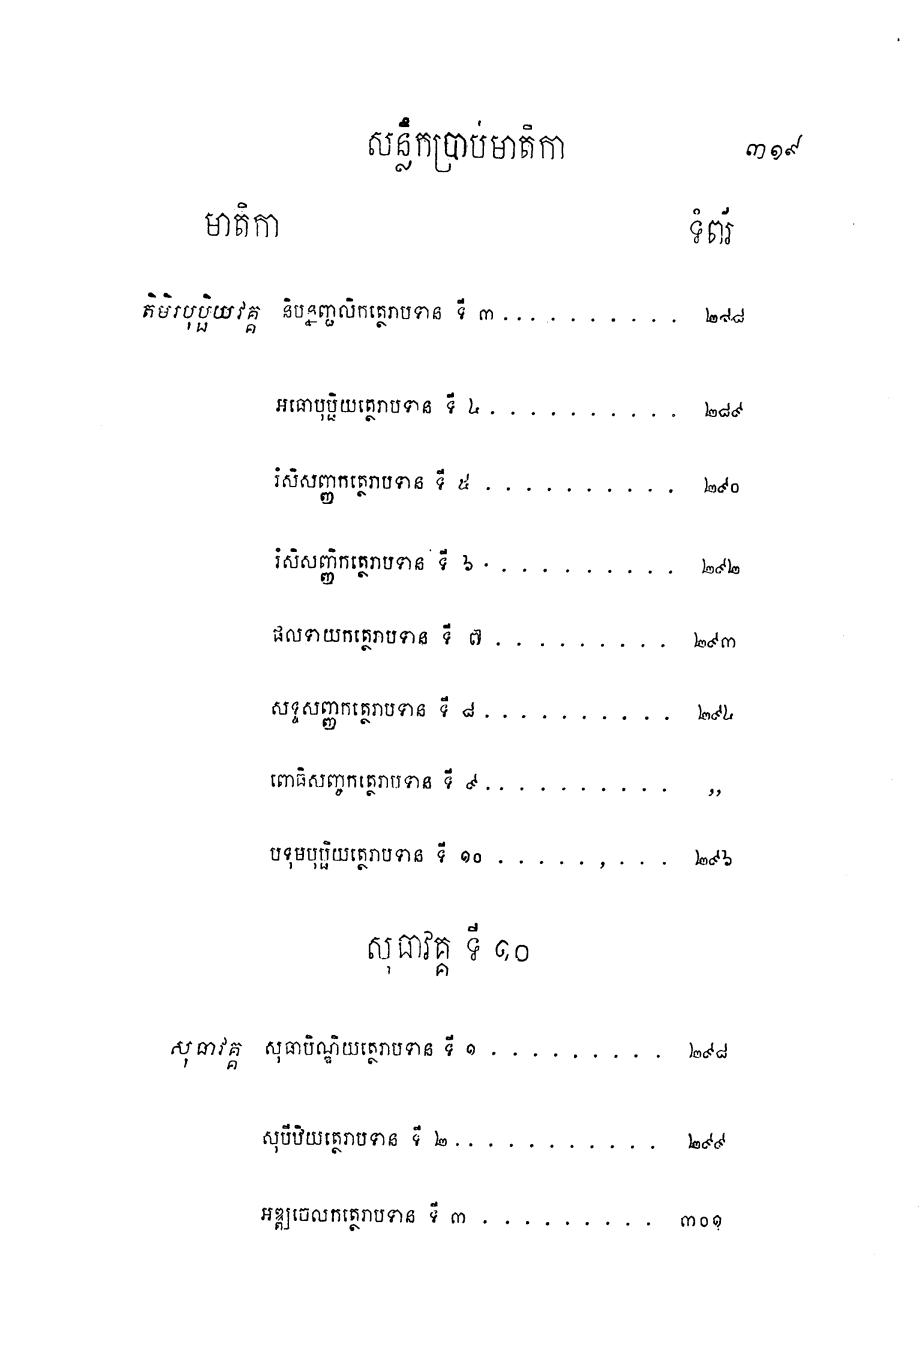 សន្លឹកប្រាប់មាតិកា ៣១៩
មាតិកា ទំព័រ
តិមិរបុប្ផិយវគ្គ និបន្នញ្ជលិកត្ថេរាបទាន ទី ៣ . . . . . . . . . . ២៨៨
អធោបុប្ផិយត្ថេរាបទាន ទី ៤ . . . . . . . . . . ២៨៩
រំសិសញ្ញកត្ថេរាបទាន ទី ៥ . . . . . . . . . . ២៩០
រំសិសញ្ញិកត្ថេរាបទាន ទី ៦ . . . . . . . . . . ២៩២
ផលទាយកត្ថេរាបទាន ទី ៧ . . . . . . . . . ២៩៣
សទ្ទសញ្ញកត្ថេរាបទាន ទី ៨ . . . . . . . . . . ២៩៤
ពោធិសញ្ចកត្ថេរាបទាន ទី ៩ . . . . . . . . . . ,,
បទុមបុប្ផិយត្ថេរាបទាន ទី ១០ . . . . . , . . . ២៩៦
សុធាវគ្គ ទី ១០
សុធាវគ្គ សុធាបិណ្ឌិយត្ថេរាបទាន ទី ១ . . . . . . . . . ២៩៨
សុបីឋិយត្ថេរាបទាន ទី ២ . . . . . . . . . . ២៩៩
អឌ្ឍចេលកត្ថេរាបទាន ទី ៣ . . . . . . . . . ៣០១